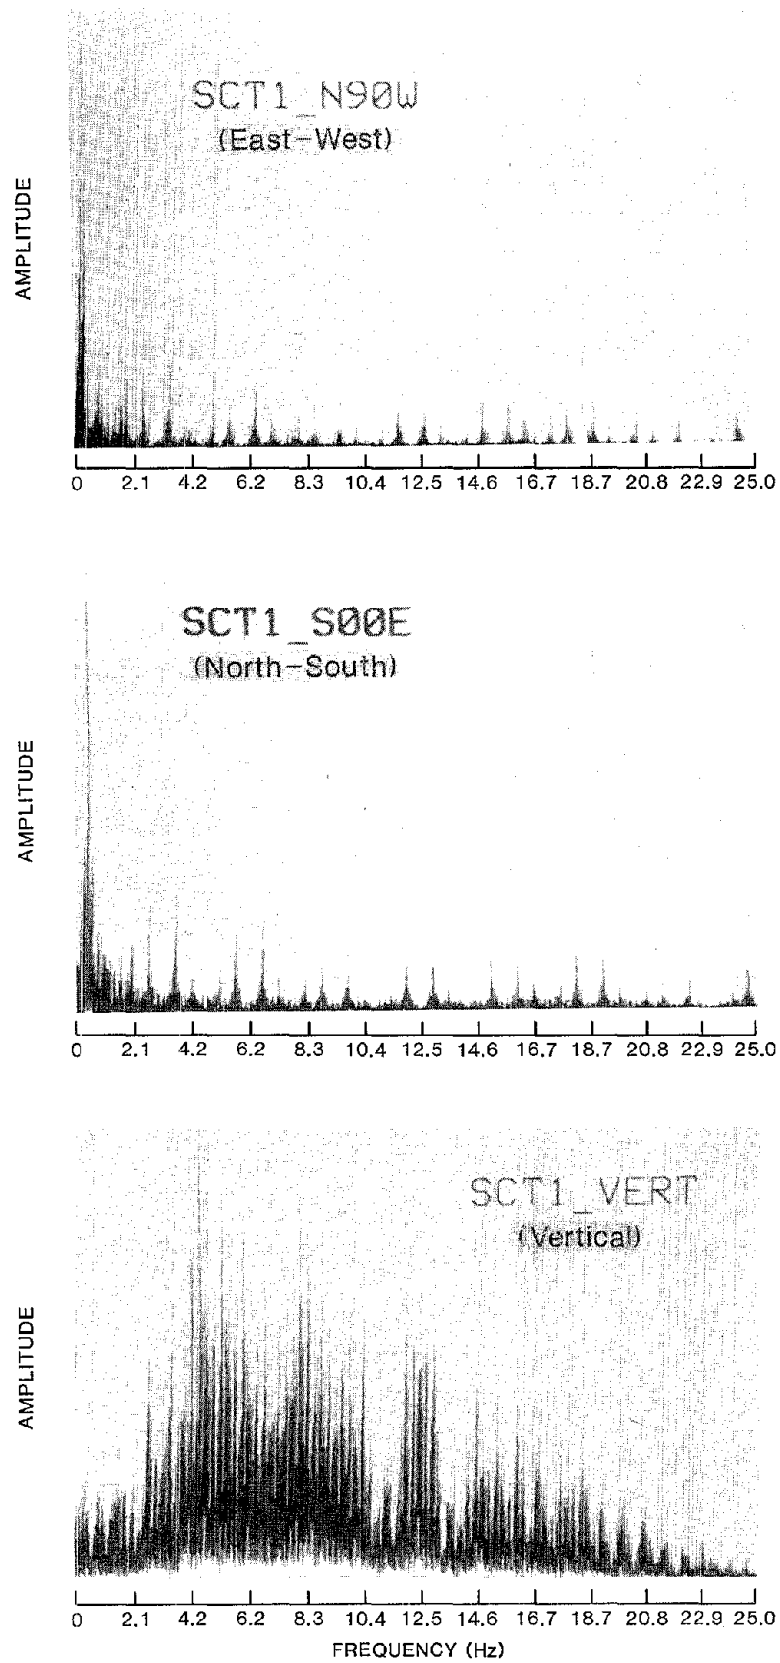 SCT1_N90W
(East-West)
AMPLITUDE
0 2.1 4.2 6.2 8.3 10.4 12.5 14.6 16.7 18.7 20.8 22.9 25.0
SCT1_S00E
(North-South)
AMPLITUDE
0 2.1 4.2 6.2 8.3 10.4 12.5 14.6 16.7 18.7 20.8 22.9 25.0
SCT1_VERT
(Vertical)
AMPLITUDE
0 2.1 4.2 6.2 8.3 10.4 12.5 14.6 16.7 18.7 20.8 22.9 25.0
FREQUENCY (Hz)